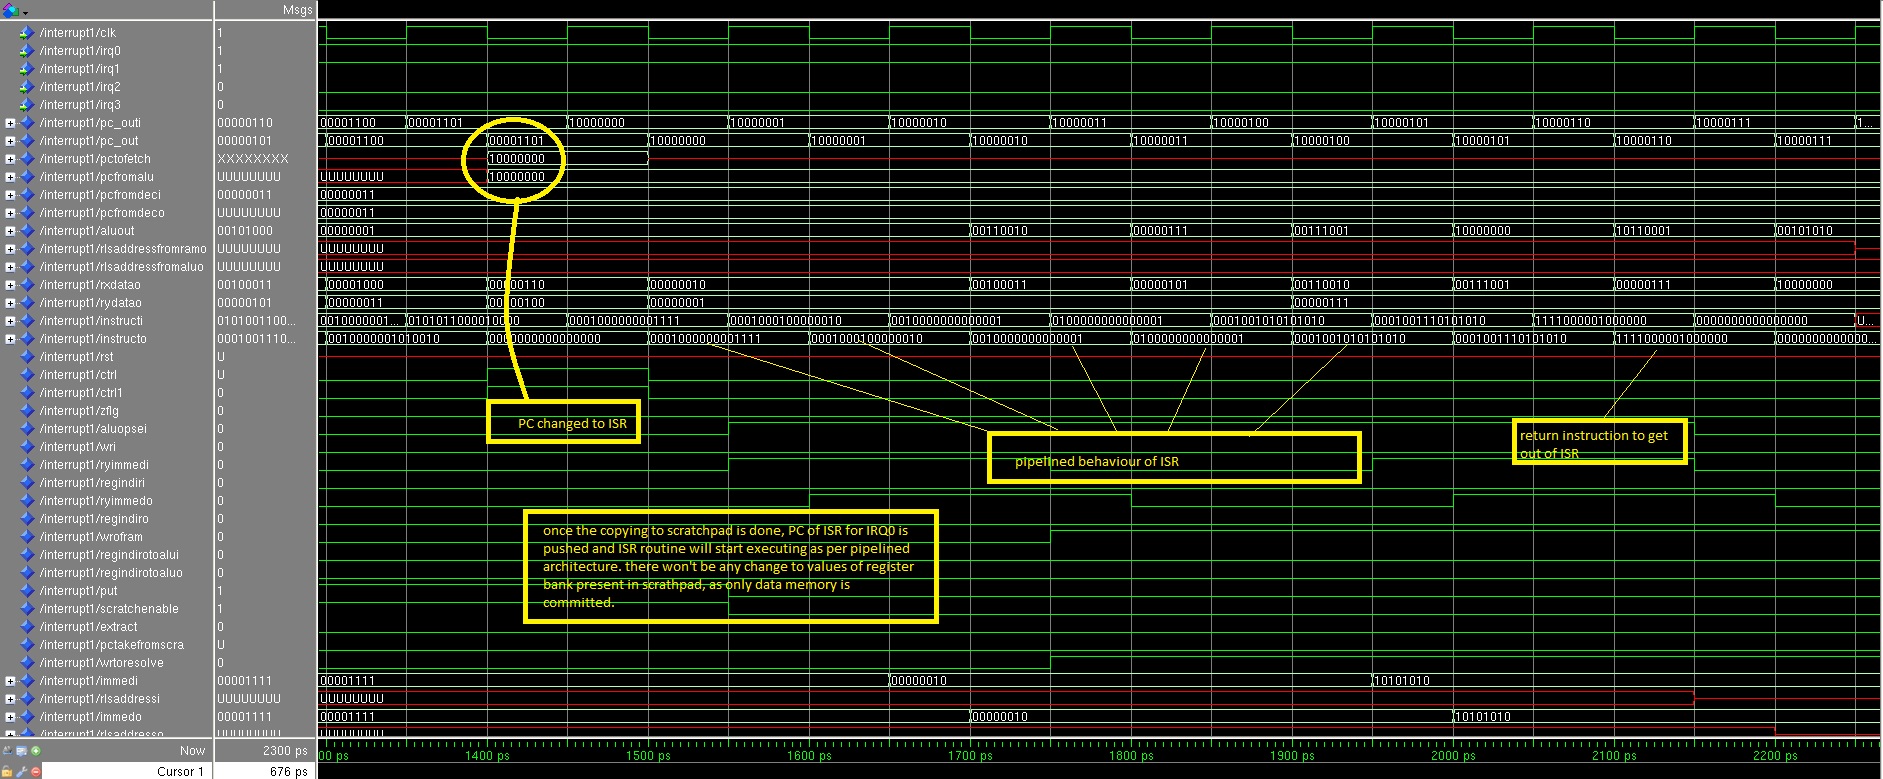 Msgs
/interrupt1/clk 1
/interrupt1/irq0 1
/interrupt1/irq1 1
/interrupt1/irq2 0
/interrupt1/irq3 0
/interrupt1/pc_outi 00000110 00001100 00001101 10000000 10000001 10000010 10000011 10000100 10000101 10000110 10000111 1...
/interrupt1/pc_out 00000101 00001100 00001101 10000000 10000001 10000010 10000011 10000100 10000101 10000110 10000111
/interrupt1/pctofetch XXXXXXXX 10000000
/interrupt1/pcfromalu UUUUUUUU UUUUUUUU 10000000
/interrupt1/pcfromdeci 00000011 00000011
/interrupt1/pcfromdeco UUUUUUUU 00000011
/interrupt1/aluout 00101000 00000001 00110010 00000111 00111001 10000000 10110001 00101010
/interrupt1/rlsaddressfromramo UUUUUUUU UUUUUUUU
/interrupt1/rlsaddressfromaluo UUUUUUUU UUUUUUUU
/interrupt1/rxdatao 00100011 00001000 00000110 00000010 00100011 00000101 00110010 00111001 00000111 10000000
/interrupt1/rydatao 00000101 00000011 00000100 00000001 00000111
/interrupt1/instructi 0101001100... 0010000001... 0101011000010000 0001000000001111 0001000100000010 0010000000000001 0100000000000001 0001001010101010 0001001110101010 1111000001000000 0000000000000000 U...
/interrupt1/instructo 0001001110... 0010000001010010 0000000000000000 0001000000001111 0001000100000010 0010000000000001 0100000000000001 0001001010101010 0001001110101010 1111000001000000 0000000000000...
/interrupt1/rst U
/interrupt1/ctrl U
/interrupt1/ctrl1 0
/interrupt1/zflg 0
/interrupt1/aluopsei 0
/interrupt1/wri 0
/interrupt1/ryimmedi 0
/interrupt1/regindiri 0
/interrupt1/ryimmedo 0
/interrupt1/regindiro 0
/interrupt1/wrofram 0
/interrupt1/regindirotoalui 0
/interrupt1/regindirotoaluo 0
/interrupt1/put 1
/interrupt1/scratchenable 1
/interrupt1/extract 0
/interrupt1/pctakefromscra U
/interrupt1/wrtoresolve 0
/interrupt1/immedi 00001111 00001111 00000010 10101010
/interrupt1/rlsaddressi UUUUUUUU UUUUUUUU
/interrupt1/immedo 00001111 00001111 00000010 10101010
/interrupt1/rlsaddresso UUUUUUUU UUUUUUUU
PC changed to ISR
pipelined behaviour of ISR
return instruction to get
out of ISR
once the copying to scratchpad is done, PC of ISR for IRQ0 is
pushed and ISR routine will start executing as per pipelined
architecture. there won't be any change to values of register
bank present in scrathpad, as only data memory is
committed.
Now 2300 ps 00 ps 1400 ps 1500 ps 1600 ps 1700 ps 1800 ps 1900 ps 2000 ps 2100 ps 2200 ps
Cursor 1 676 ps